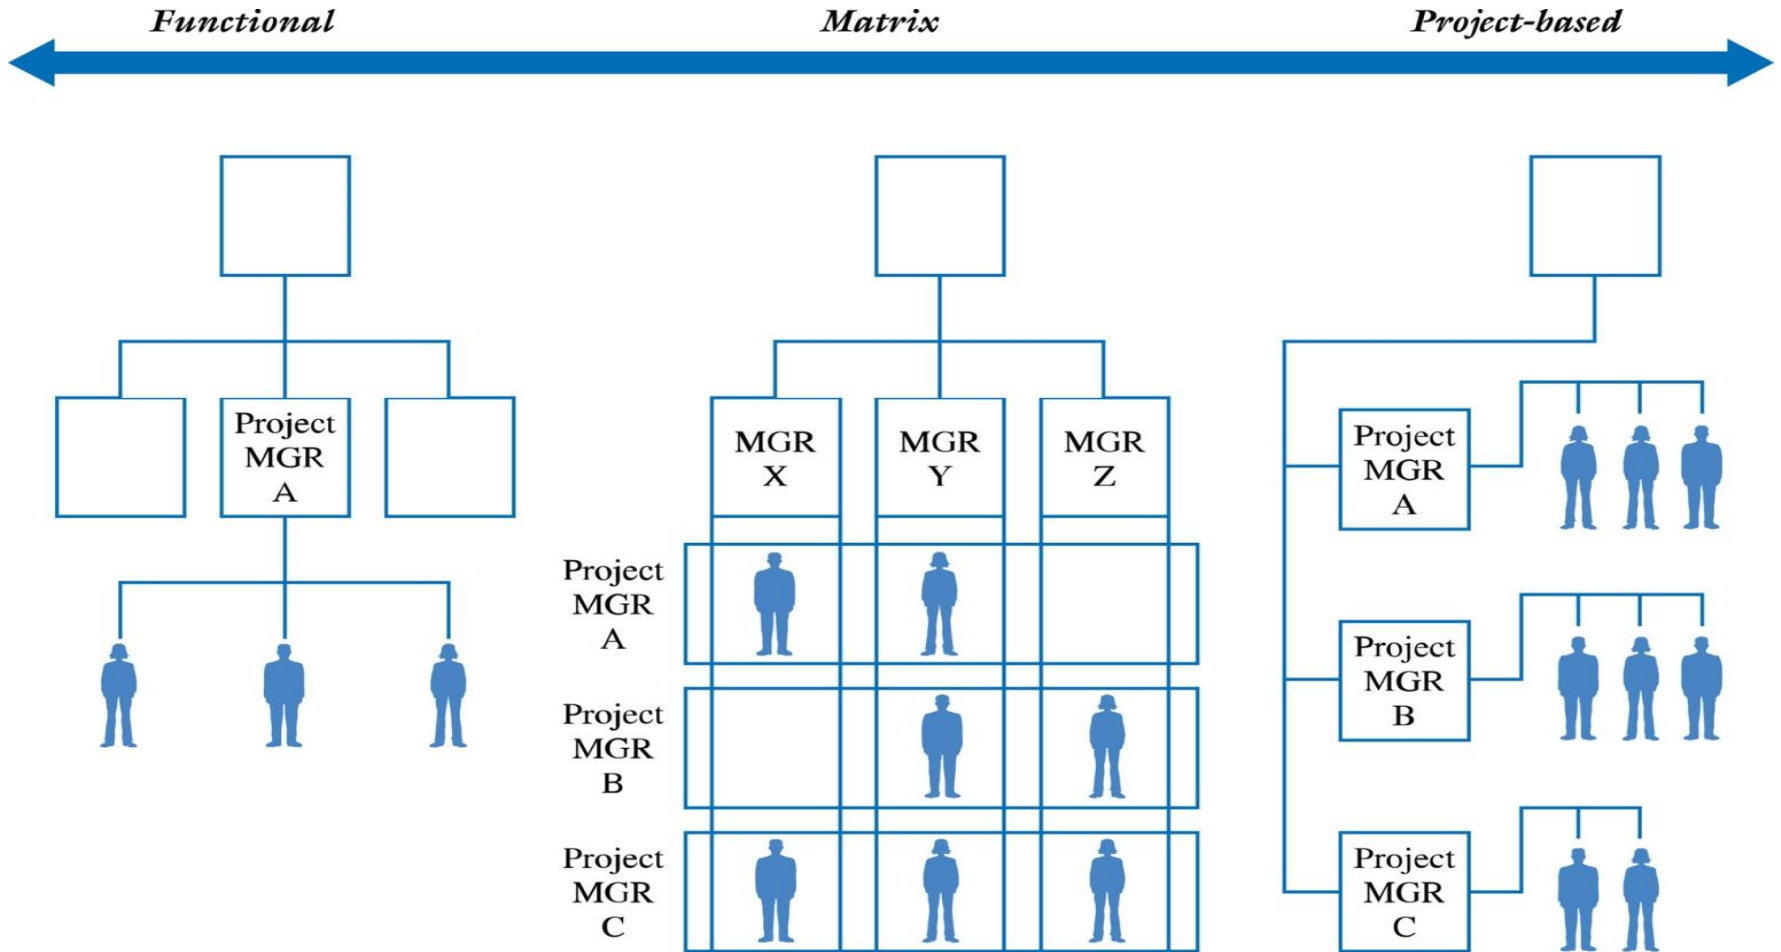 Functional
Matrix
Project-based
Project
MGR
A
MGR
X
MGR
Y
MGR
Z
Project
MGR
A
Project
MGR
B
Project
MGR
C
Project
MGR
A
Project
MGR
B
Project
MGR
C